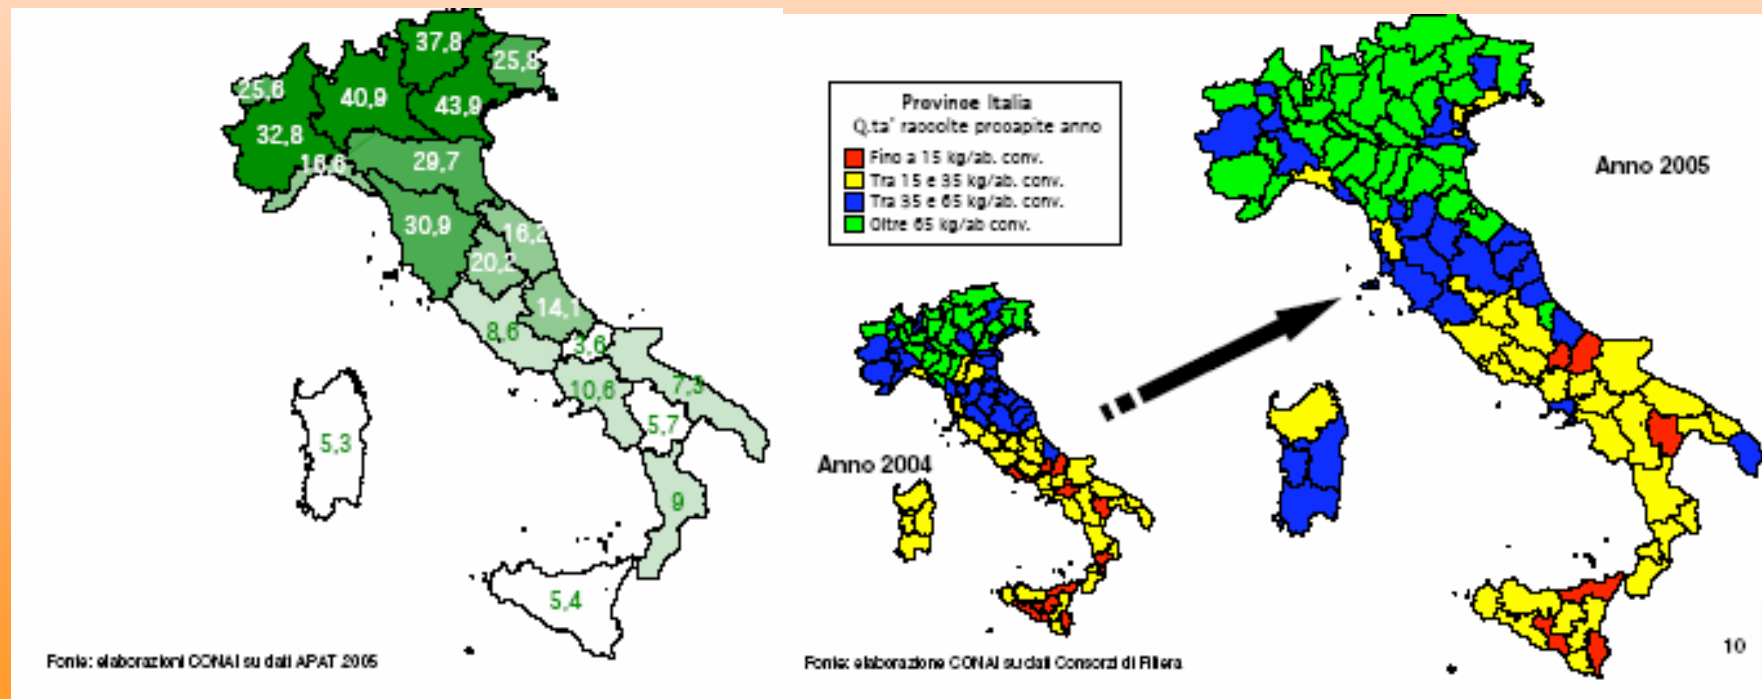 37,8
25,8
25,6
40,9
43,9
32,8
16,6
29,7
30,9
16,2
20,2
14,1
8,6
3,6
10,6
7,3
5,7
5,3
9
5,4
Fonte: elaborazioni CONAI su dati APAT 2005
Province Italia
Q.ta' raccolte procapite anno
Fino a 15 kg/ab. conv.
Tra 15 e 35 kg/ab. conv.
Tra 35 e 65 kg/ab. conv.
Oltre 65 kg/ab conv.
Anno 2005
Anno 2004
Fonte: elaborazione CONAI su dati Consorzi di Filiera
10